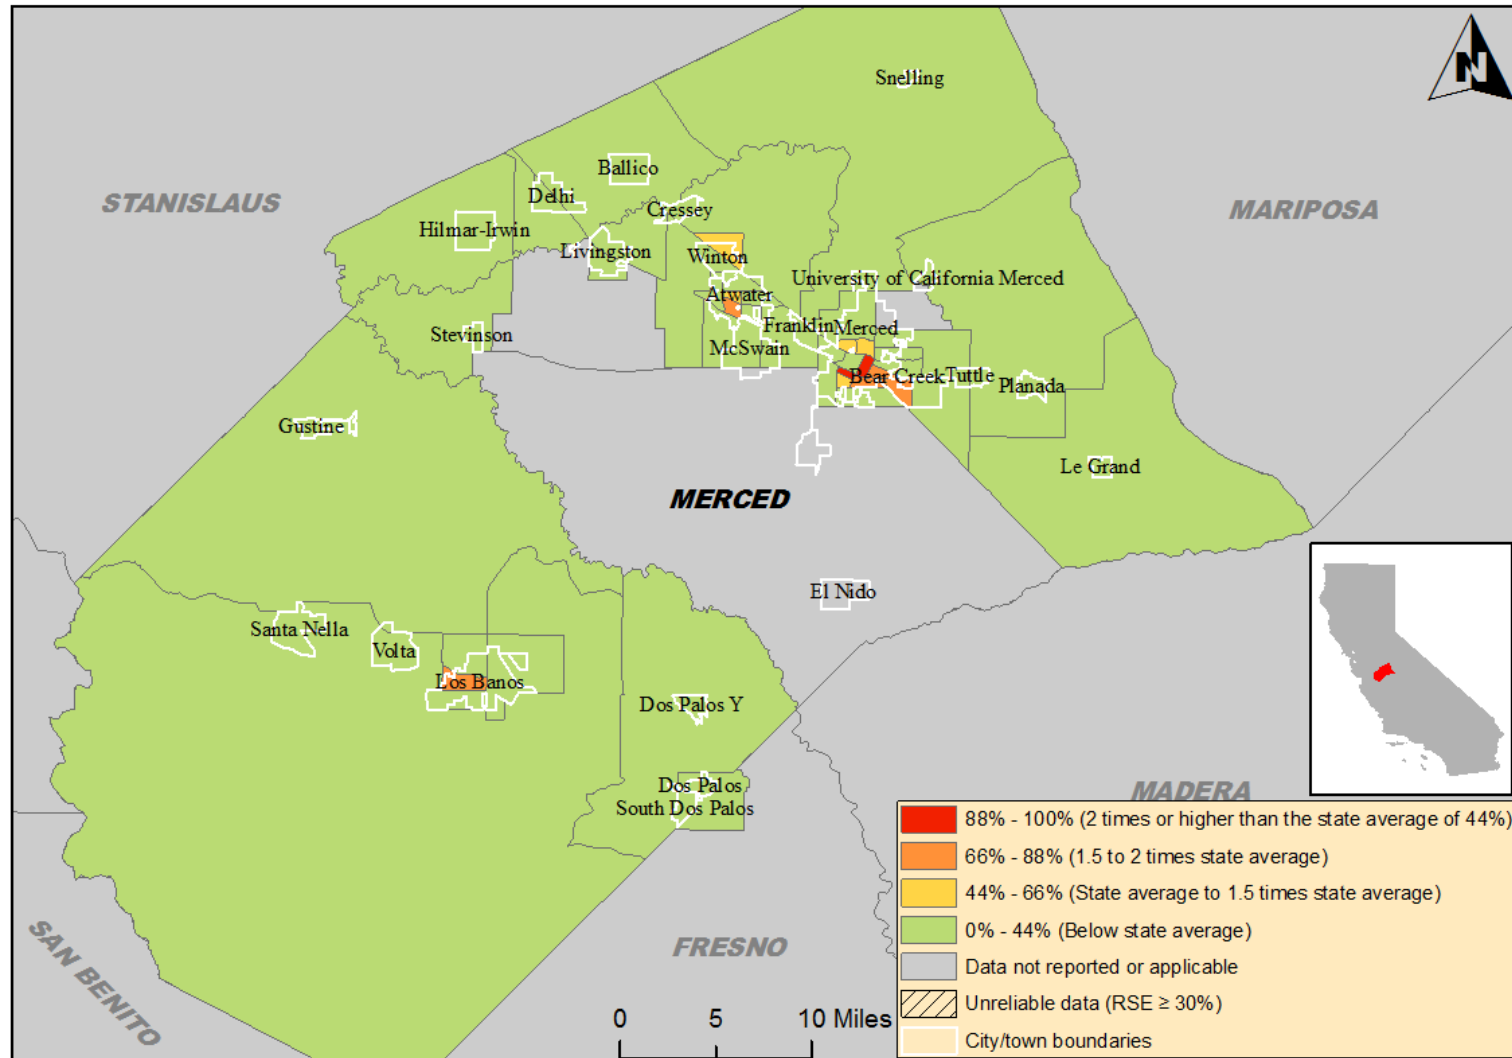 N
Snelling
STANISLAUS
Ballico
Delhi
MARIPOSA
Cressey
Hilmar-Irwin
Livingston
Winton
University of California Merced
Atwater
Franklin
Merced
Stevinson
McSwain
Bear Creek
Tuttle
Planada
Gustine
Le Grand
MERCED
El Nido
Santa Nella
Volta
Los Banos
Dos Palos Y
Dos Palos
South Dos Palos
MADERA
SAN BENITO
FRESNO
0 5 10 Miles
88% - 100% (2 times or higher than the state average of 44%)
66% - 88% (1.5 to 2 times state average)
44% - 66% (State average to 1.5 times state average)
0% - 44% (Below state average)
Data not reported or applicable
Unreliable data (RSE ≥ 30%)
City/town boundaries